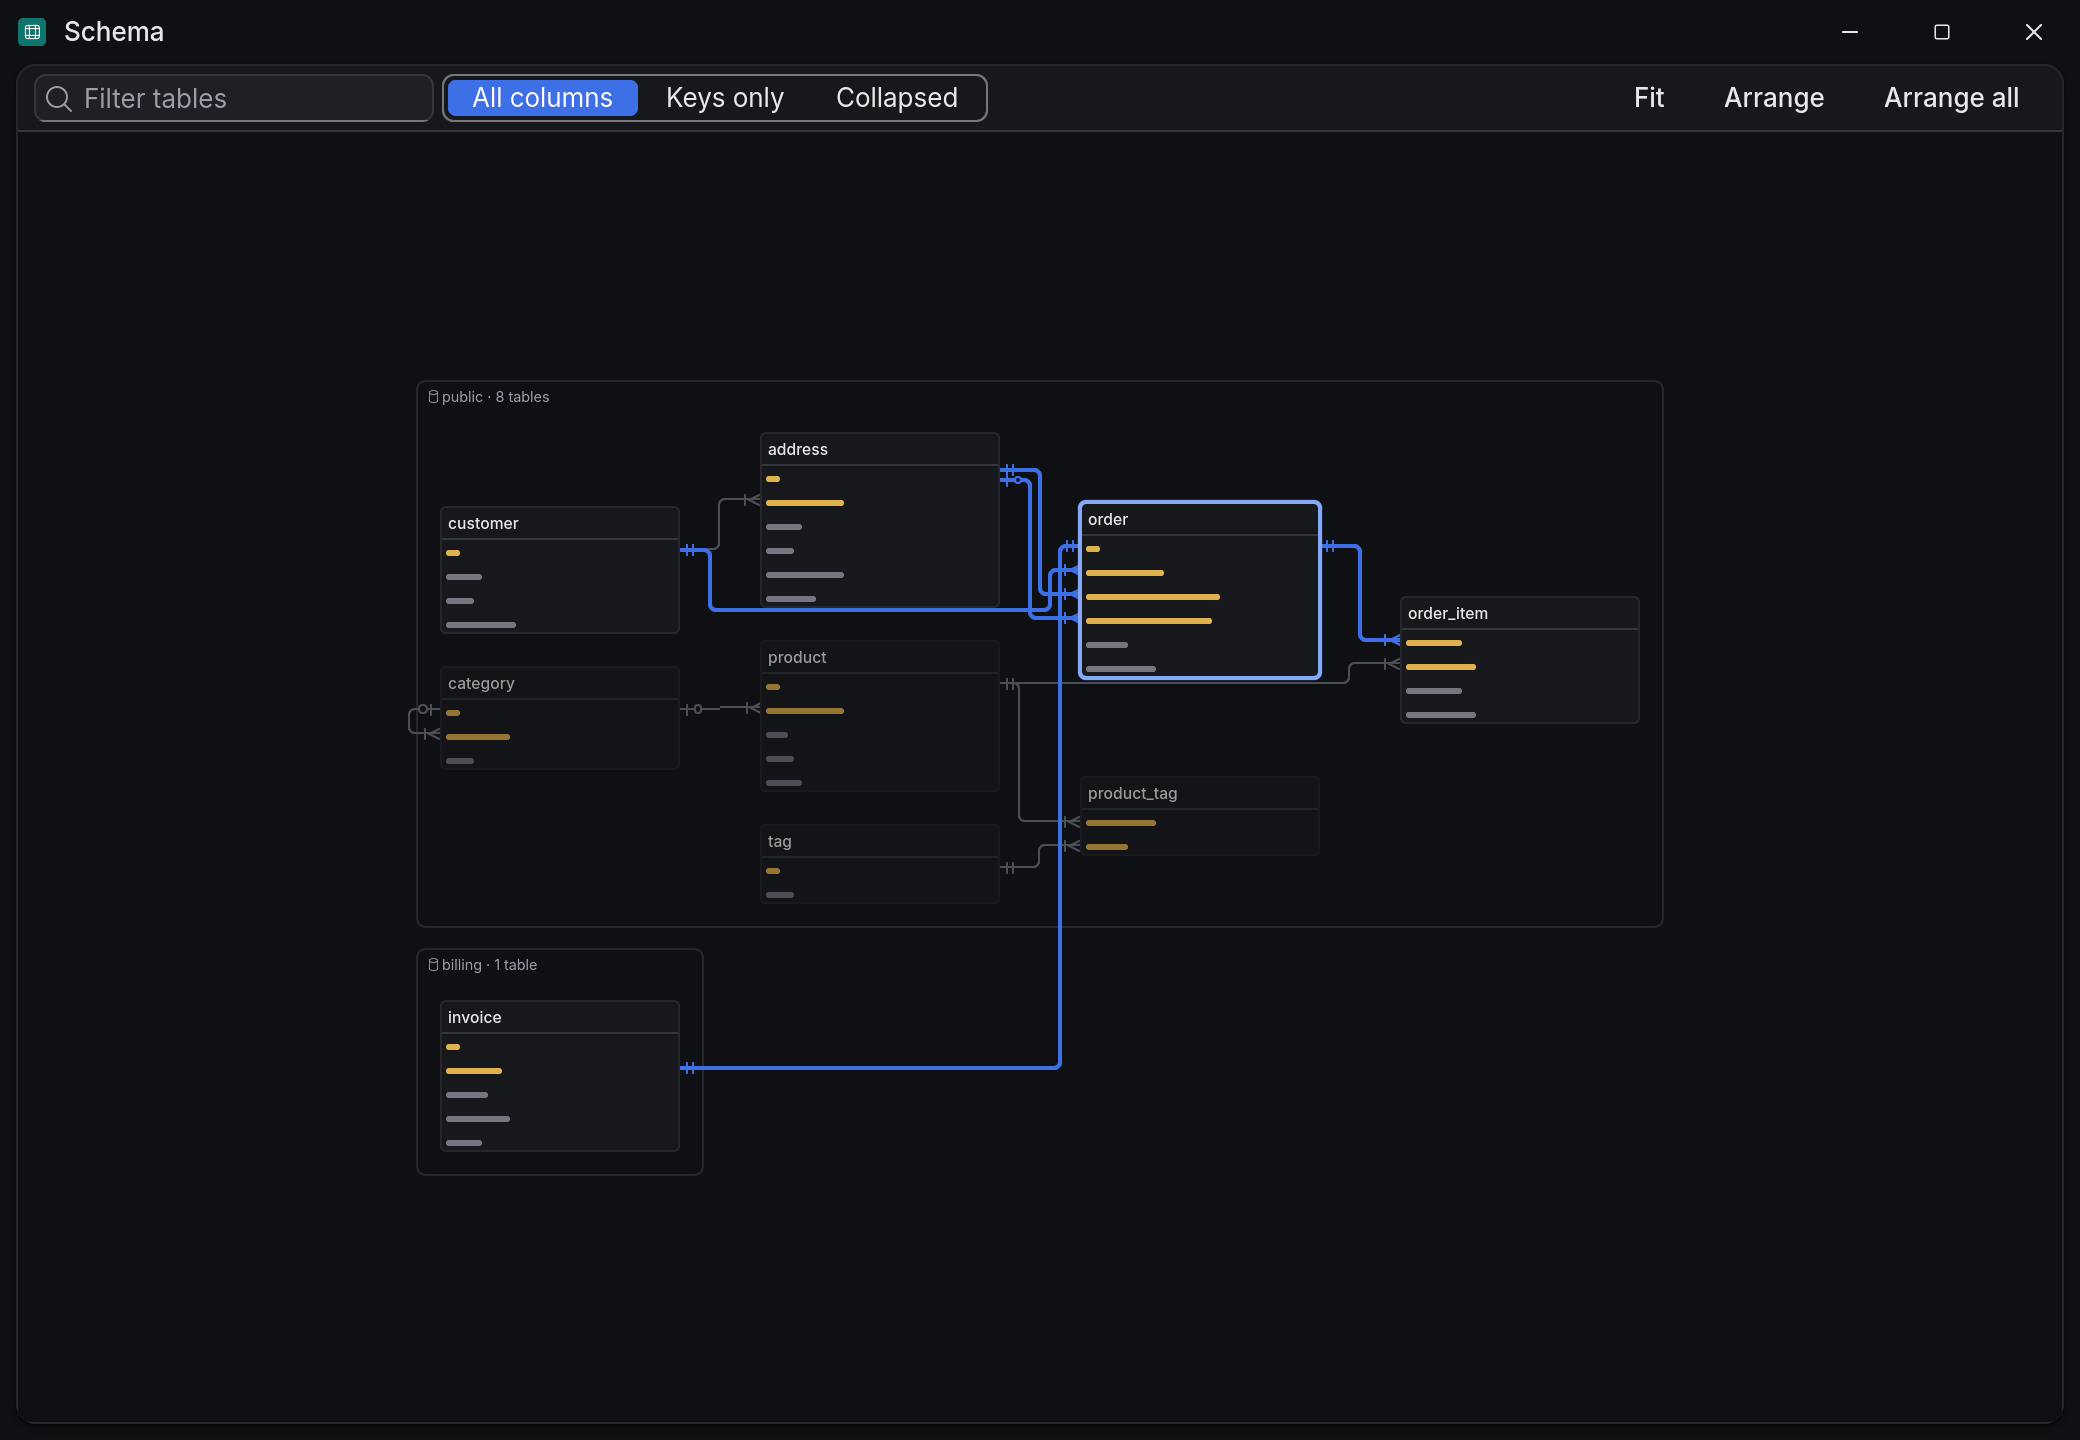 Schema
Filter tables
All columns
Keys only
Collapsed
Fit
Arrange
Arrange all
public · 8 tables
address
customer
order
order_item
product
category
product_tag
tag
billing · 1 table
invoice